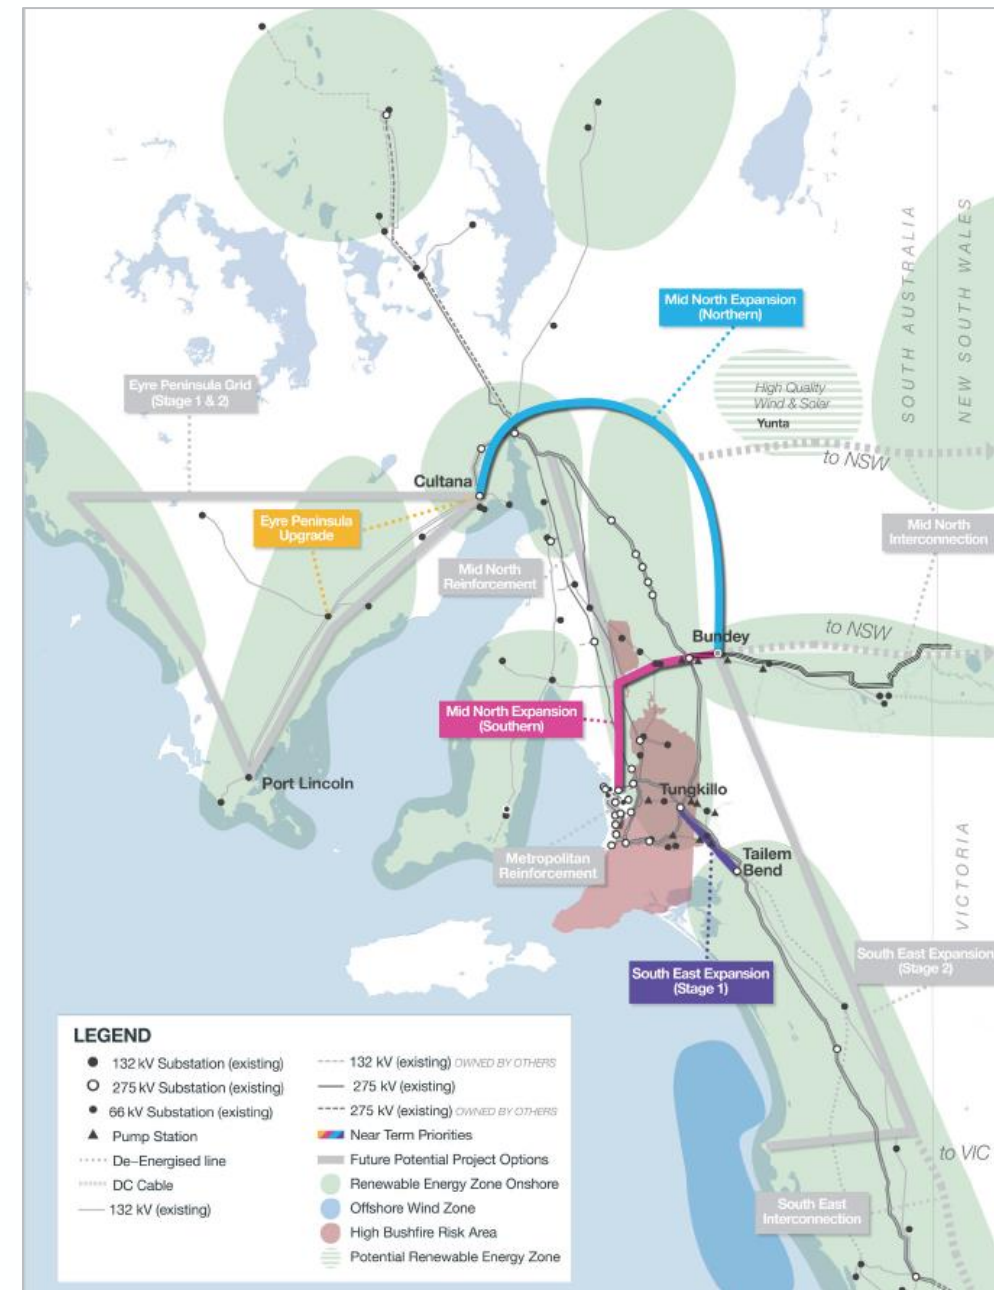 Mid North Expansion
(Northern)
SOUTH AUSTRALIA
NEW SOUTH WALES
Eyre Peninsula Grid
(Stage 1 & 2)
High Quality
Wind & Solar
Yunta
to NSW
Cultana
Eyre Peninsula
Upgrade
Mid North
Interconnection
Mid North
Reinforcement
Bundey
to NSW
Mid North Expansion
(Southern)
Port Lincoln
Tungkillo
Metropolitan
Reinforcement
Tailem
Bend
VICTORIA
South East Expansion
(Stage 2)
South East Expansion
(Stage 1)
LEGEND
132 kV Substation (existing)
275 kV Substation (existing)
66 kV Substation (existing)
Pump Station
De-Energised line
DC Cable
132 kV (existing)
132 kV (existing) OWNED BY OTHERS
275 kV (existing)
275 kV (existing) OWNED BY OTHERS
Near Term Priorities
Future Potential Project Options
Renewable Energy Zone Onshore
Offshore Wind Zone
High Bushfire Risk Area
Potential Renewable Energy Zone
to VIC
South East
Interconnection